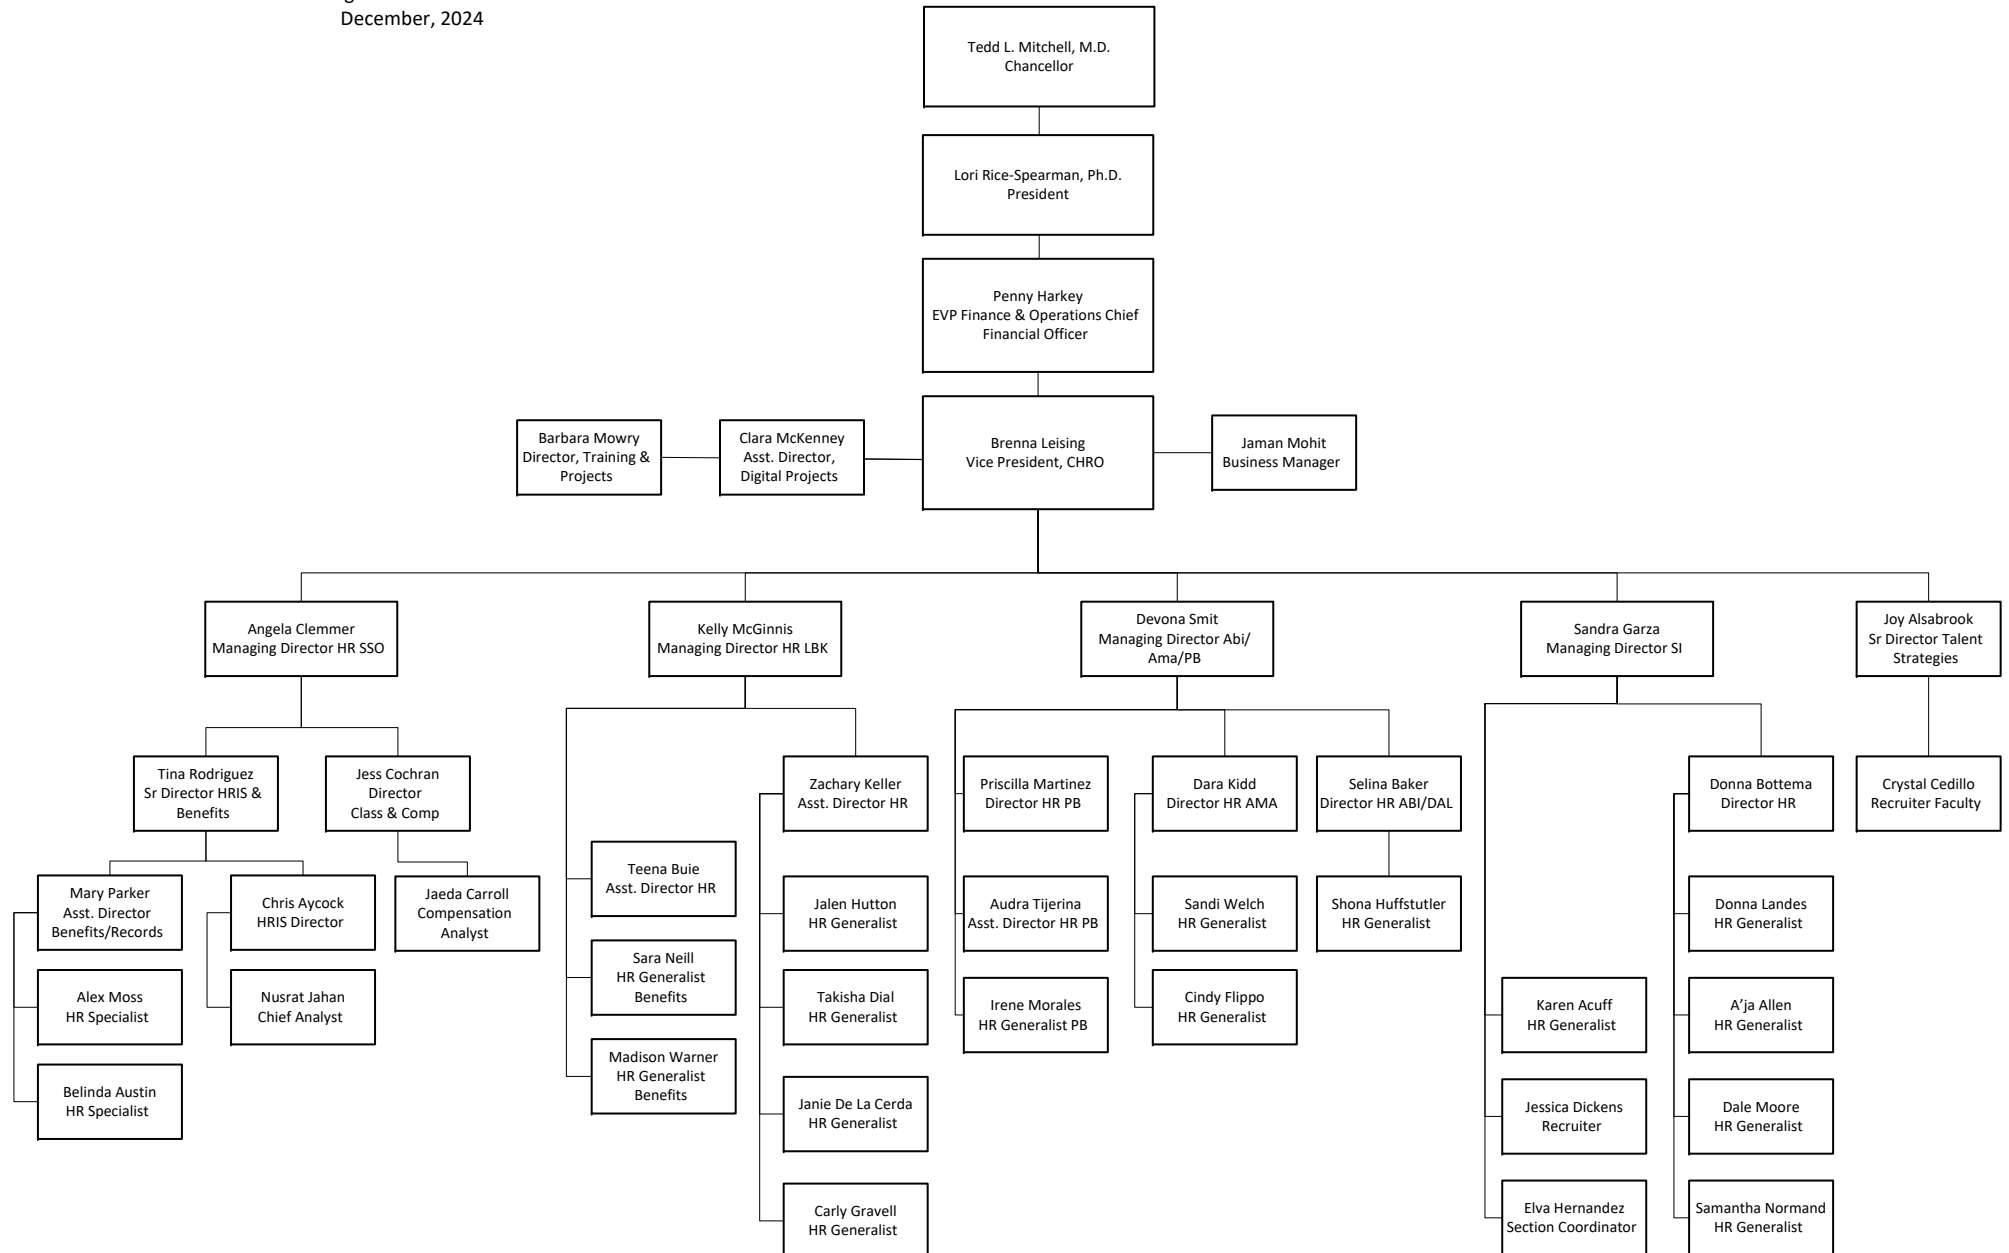 December, 2024
Tedd L. Mitchell, M.D.
Chancellor
Lori Rice-Spearman, Ph.D.
President
Penny Harkey
EVP Finance & Operations Chief
Financial Officer
Barbara Mowry
Director, Training &
Projects
Clara McKenney
Asst. Director,
Digital Projects
Brenna Leising
Vice President, CHRO
Jaman Mohit
Business Manager
Angela Clemmer
Managing Director HR SSO
Kelly McGinnis
Managing Director HR LBK
Devona Smit
Managing Director Abi/
Ama/PB
Sandra Garza
Managing Director SI
Joy Alsabrook
Sr Director Talent
Strategies
Tina Rodriguez
Sr Director HRIS &
Benefits
Jess Cochran
Director
Class & Comp
Zachary Keller
Asst. Director HR
Priscilla Martinez
Director HR PB
Dara Kidd
Director HR AMA
Selina Baker
Director HR ABI/DAL
Donna Bottema
Director HR
Crystal Cedillo
Recruiter Faculty
Mary Parker
Asst. Director
Benefits/Records
Chris Aycock
HRIS Director
Jaeda Carroll
Compensation
Analyst
Teena Buie
Asst. Director HR
Jalen Hutton
HR Generalist
Audra Tijerina
Asst. Director HR PB
Sandi Welch
HR Generalist
Shona Huffstutler
HR Generalist
Donna Landes
HR Generalist
Alex Moss
HR Specialist
Nusrat Jahan
Chief Analyst
Sara Neill
HR Generalist
Benefits
Takisha Dial
HR Generalist
Irene Morales
HR Generalist PB
Cindy Flippo
HR Generalist
Karen Acuff
HR Generalist
A’ja Allen
HR Generalist
Belinda Austin
HR Specialist
Madison Warner
HR Generalist
Benefits
Janie De La Cerda
HR Generalist
Jessica Dickens
Recruiter
Dale Moore
HR Generalist
Carly Gravell
HR Generalist
Elva Hernandez
Section Coordinator
Samantha Normand
HR Generalist